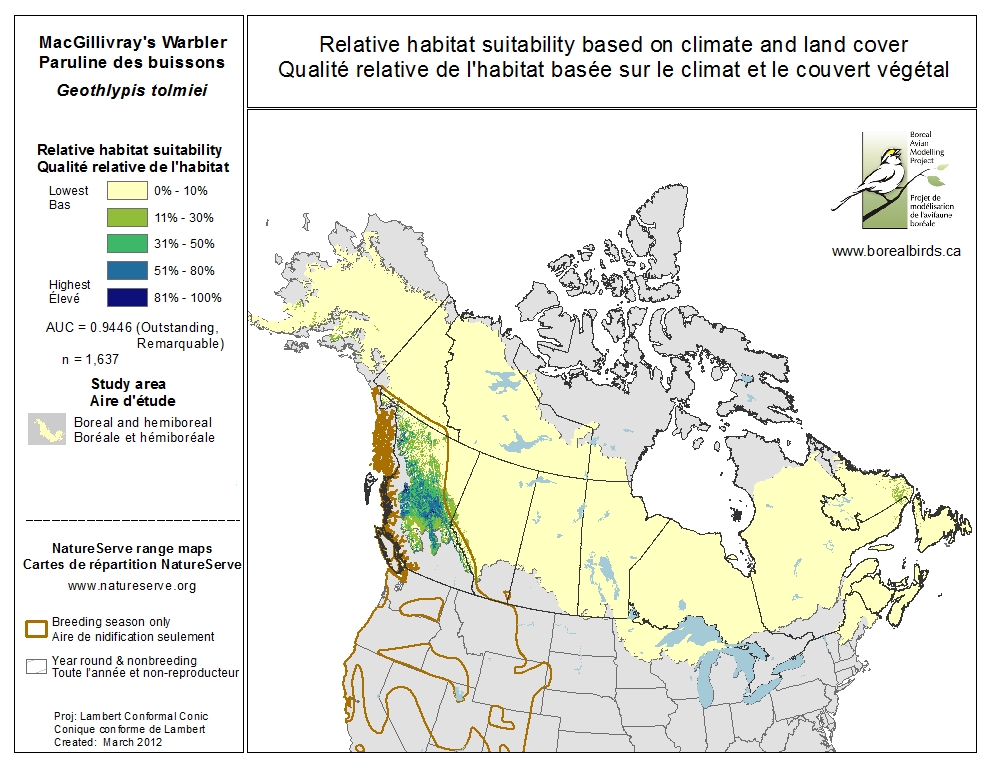 MacGillivray's Warbler
Paruline des buissons
Geothlypis tolmiei
Relative habitat suitability
Qualité relative de l'habitat
Lowest
Bas
0% - 10%
11% - 30%
31% - 50%
51% - 80%
Highest
Élevé
81% - 100%
AUC = 0.9446 (Outstanding,
Remarquable)
n = 1,637
Study area
Aire d'étude
Boreal and hemiboreal
Boréale et hémiboréale
NatureServe range maps
Cartes de répartition NatureServe
www.natureserve.org
Breeding season only
Aire de nidification seulement
Year round & nonbreeding
Toute l'année et non-reproducteur
Proj: Lambert Conformal Conic
Conique conforme de Lambert
Created: March 2012
Relative habitat suitability based on climate and land cover
Qualité relative de l'habitat basée sur le climat et le couvert végétal
Boreal
Avian
Modelling
Project
Projet de
modélisation
de l'avifaune
boréale
www.borealbirds.ca